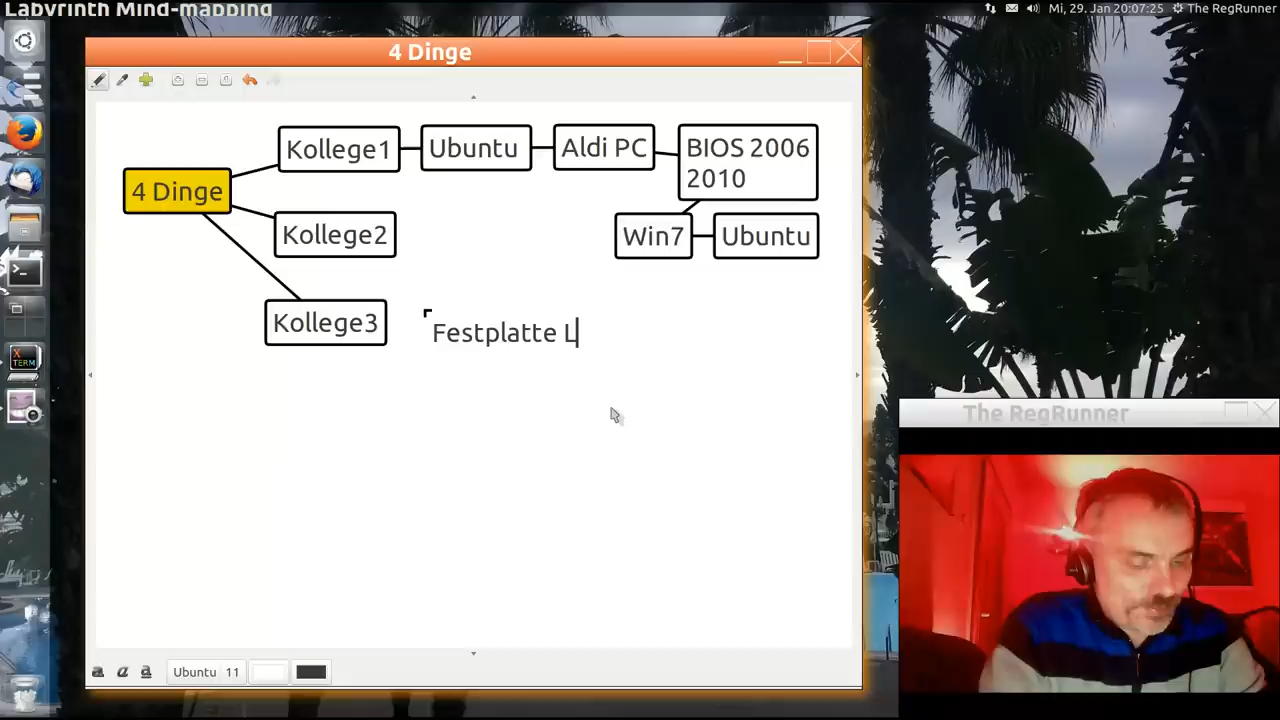 Labyrinth Mind-mapping
Mi, 29. Jan 20:07:25
The RegRunner
4 Dinge
Kollege1
Ubuntu
Aldi PC
BIOS 2006
2010
4 Dinge
Kollege2
Win7
Ubuntu
Kollege3
Festplatte L
The RegRunner
X
TERM
a
a
a
Ubuntu 11